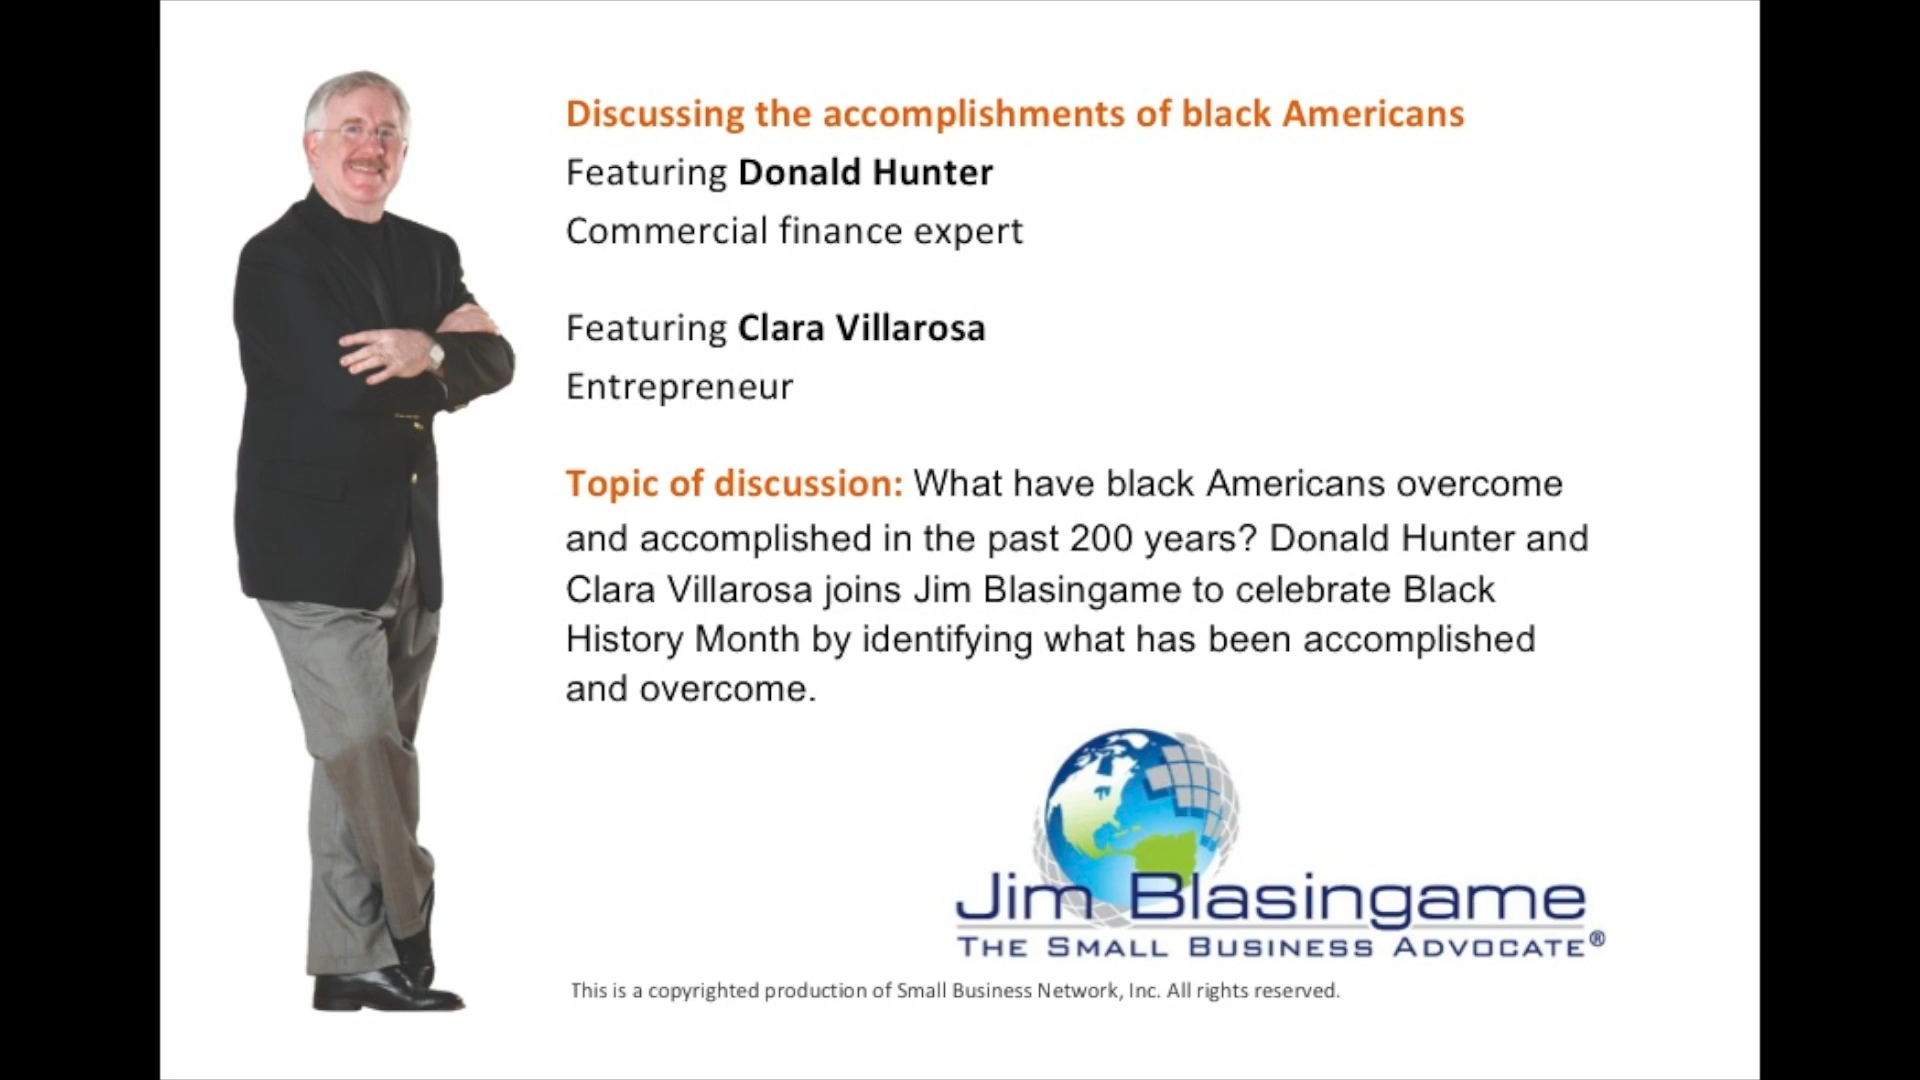 Discussing the accomplishments of black Americans
Featuring Donald Hunter
Commercial finance expert
Featuring Clara Villarosa
Entrepreneur
Topic of discussion: What have black Americans overcome
and accomplished in the past 200 years? Donald Hunter and
Clara Villarosa joins Jim Blasingame to celebrate Black
History Month by identifying what has been accomplished
and overcome.
Jim Blasingame
THE SMALL BUSINESS ADVOCATE®
This is a copyrighted production of Small Business Network, Inc. All rights reserved.